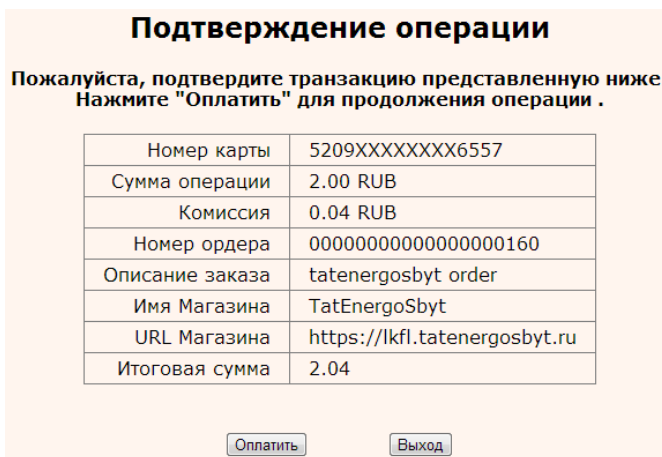 Подтверждение операции
Пожалуйста, подтвердите транзакцию представленную ниже
Нажмите "Оплатить" для продолжения операции .
Номер карты 5209XXXXXXXX6557
Сумма операции 2.00 RUB
Комиссия 0.04 RUB
Номер ордера 00000000000000000160
Описание заказа tatenergosbyt order
Имя Магазина TatEnergoSbyt
URL Магазина https://lkfl.tatenergosbyt.ru
Итоговая сумма 2.04
Оплатить Выход